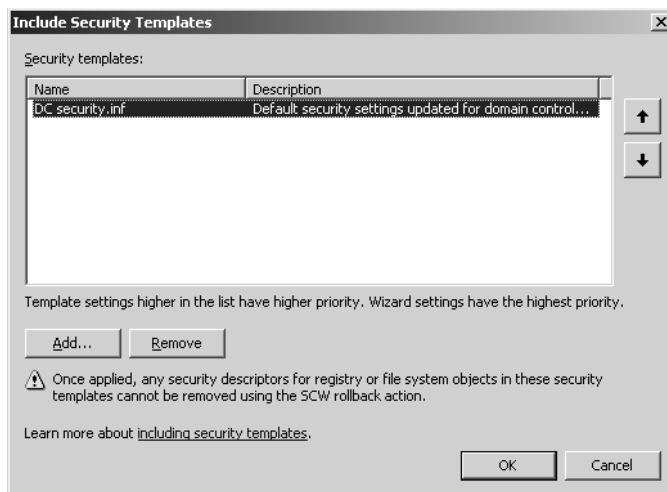 Include Security Templates
Security templates:
Name Description
DC security.inf Default security settings updated for domain control...
Template settings higher in the list have higher priority. Wizard settings have the highest priority.
Add... Remove
Once applied, any security descriptors for registry or file system objects in these security
templates cannot be removed using the SCW rollback action.
Learn more about including security templates.
OK Cancel